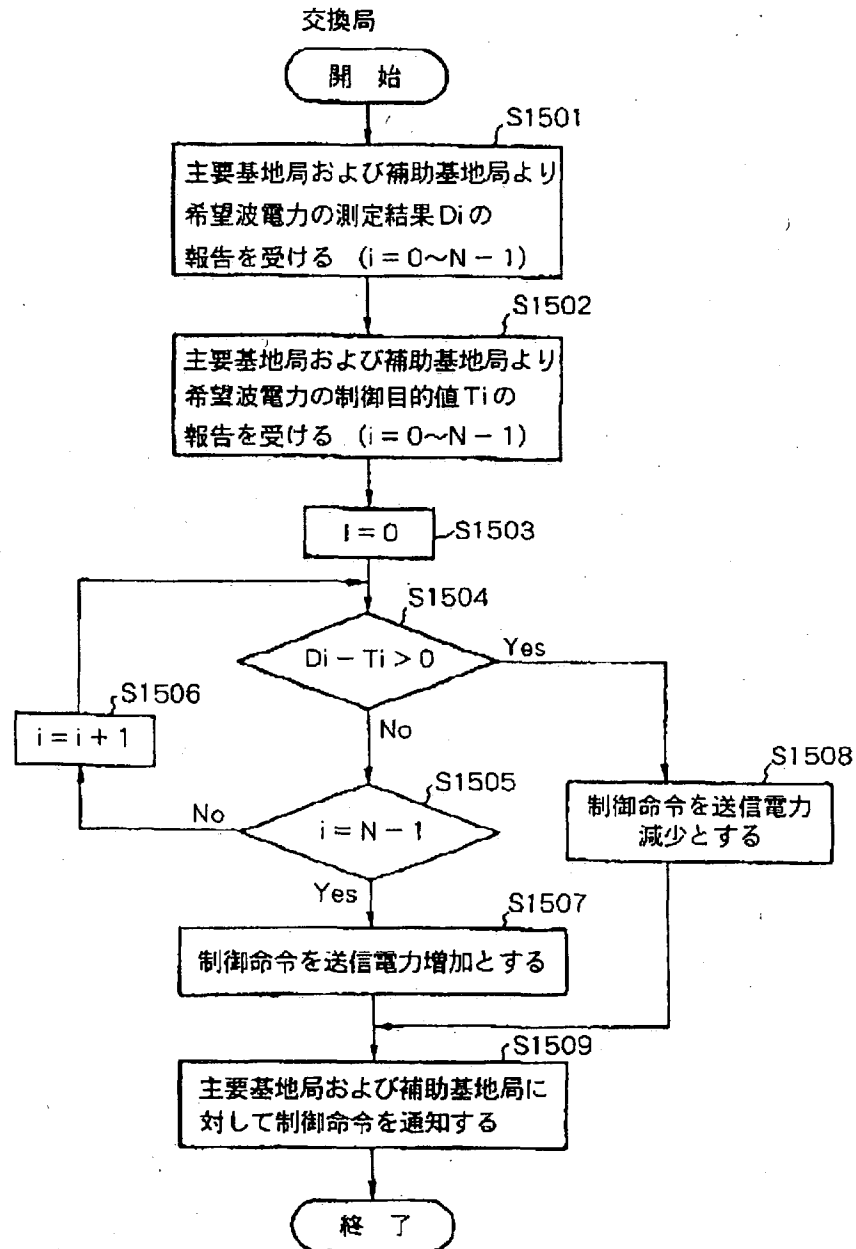 交換局
開 始
S1501
主要基地局および補助基地局より
希望波電力の測定結果Diの
報告を受ける (i=0~N-1)
S1502
主要基地局および補助基地局より
希望波電力の制御目的値Tiの
報告を受ける (i=0~N-1)
I=0
S1503
S1504
Di-Ti>0
Yes
S1506
i=i+1
No
S1508
制御命令を送信電力
減少とする
S1505
No
i=N-1
Yes
S1507
制御命令を送信電力増加とする
S1509
主要基地局および補助基地局に
対して制御命令を通知する
終 了